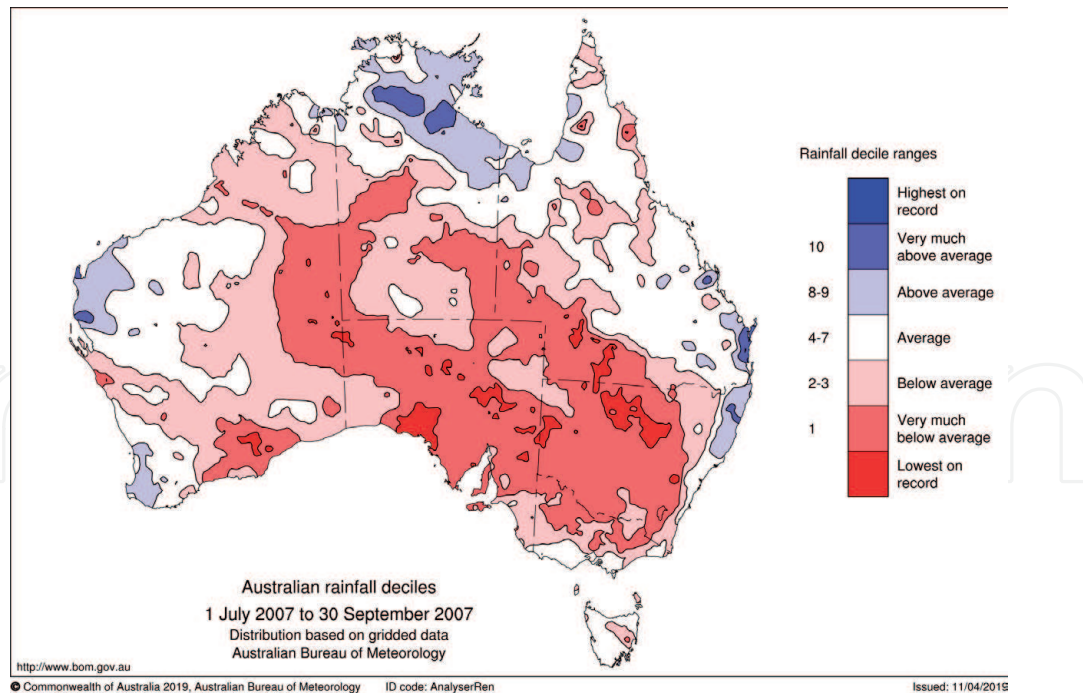 Rainfall decile ranges
Highest on
record
10
Very much
above average
8-9
Above average
4-7
Average
2-3
Below average
1
Very much
below average
Lowest on
record
Australian rainfall deciles
1 July 2007 to 30 September 2007
Distribution based on gridded data
Australian Bureau of Meteorology
http://www.bom.gov.au
© Commonwealth of Australia 2019, Australian Bureau of Meteorology ID code: AnalyserRen Issued: 11/04/2019